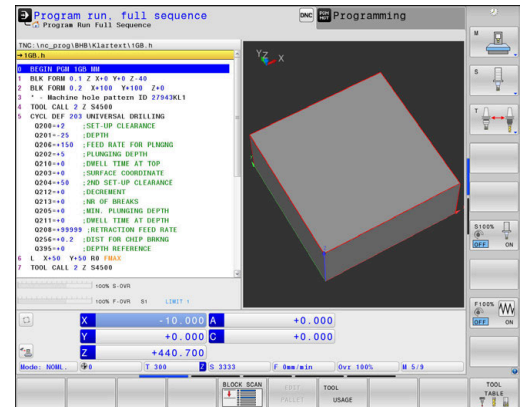 Program run, full sequence
Program Run Full Sequence
DNC
Programming
TNC:\nc_prog\BHB\Klartext\1GB.h
→1GB.h
0 BEGIN PGM 1GB MM
1 BLK FORM 0.1 Z X+0 Y+0 Z-40
2 BLK FORM 0.2 X+100 Y+100 Z+0
3 * - Machine hole pattern ID 27943KL1
4 TOOL CALL 2 Z S4500
5 CYCL DEF 203 UNIVERSAL DRILLING
Q200=+2 ;SET-UP CLEARANCE
Q201=-25 ;DEPTH
Q206=+150 ;FEED RATE FOR PLNGNG
Q202=+5 ;PLUNGING DEPTH
Q210=+0 ;DWELL TIME AT TOP
Q203=+0 ;SURFACE COORDINATE
Q204=+50 ;2ND SET-UP CLEARANCE
Q212=+0 ;DECREMENT
Q213=+0 ;NR OF BREAKS
Q205=+0 ;MIN. PLUNGING DEPTH
Q211=+0 ;DWELL TIME AT DEPTH
Q208=+99999 ;RETRACTION FEED RATE
Q256=+0.2 ;DIST FOR CHIP BRKNG
Q395=+0 ;DEPTH REFERENCE
6 L X+50 Y+50 R0 FMAX
7 TOOL CALL 2 Z S4500
Y Z X
M
S
T
S100%
OFF ON
F100%
OFF ON
100% S-OVR
100% F-OVR S1 LIMIT 1
X -10.000 A +0.000
Y +0.000 C +0.000
Z +440.700
Mode: NOML. 0 T 300 Z S 3333 F 0mm/min Ovr 100% M 5/9
BLOCK SCAN
TOOL USAGE
TOOL TABLE